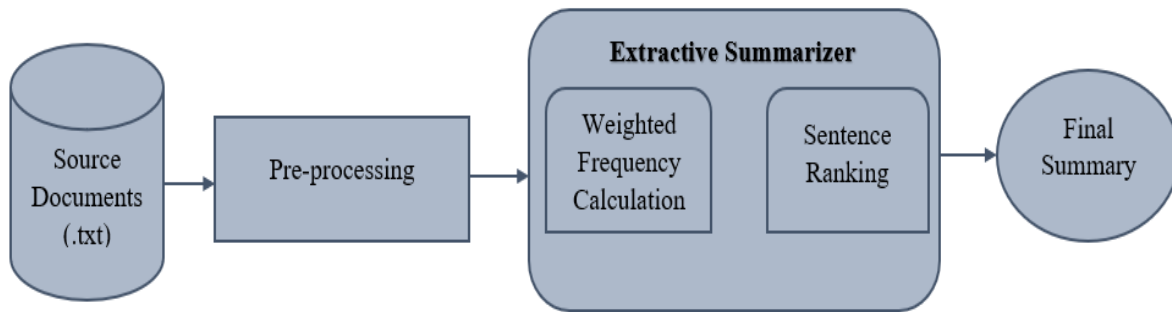 Source
Documents
(.txt)
Pre-processing
Extractive Summarizer
Weighted
Frequency
Calculation
Sentence
Ranking
Final
Summary